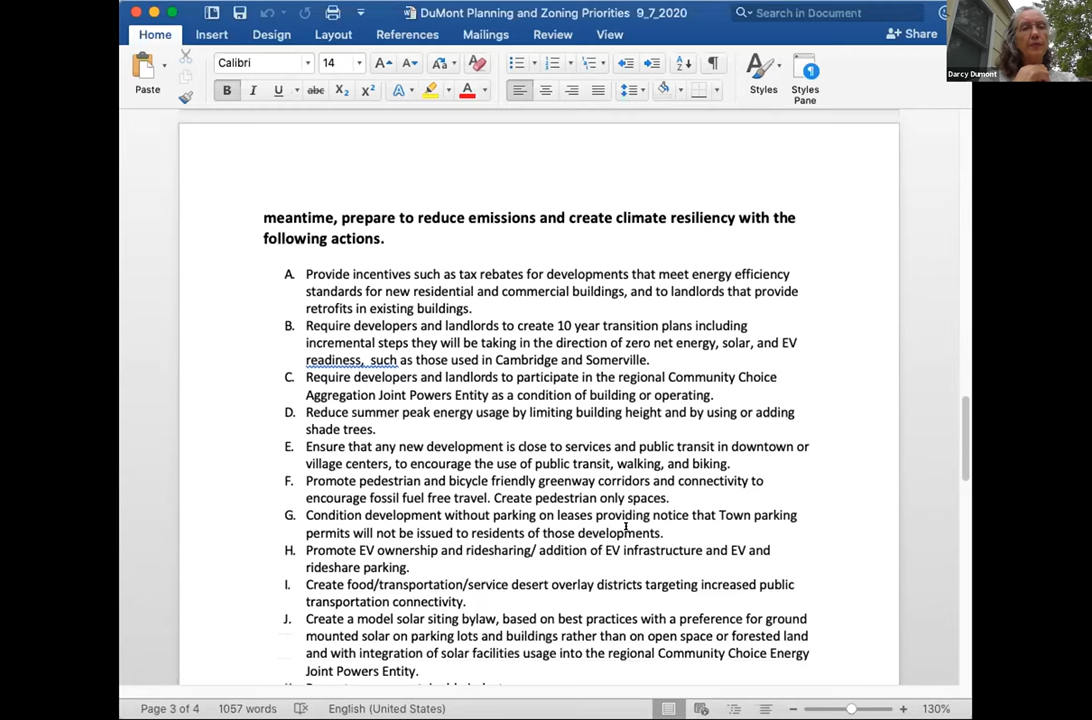 DuMont Planning and Zoning Priorities 9_7_2020
Search in Document
Home Insert Design Layout References Mailings Review View Share
Darcy Dumont
Paste
Calibri 14
B I U abc X2 X2 A A
Styles
Styles Pane
meantime, prepare to reduce emissions and create climate resiliency with the
following actions.
A. Provide incentives such as tax rebates for developments that meet energy efficiency
standards for new residential and commercial buildings, and to landlords that provide
retrofits in existing buildings.
B. Require developers and landlords to create 10 year transition plans including
incremental steps they will be taking in the direction of zero net energy, solar, and EV
readiness, such as those used in Cambridge and Somerville.
C. Require developers and landlords to participate in the regional Community Choice
Aggregation Joint Powers Entity as a condition of building or operating.
D. Reduce summer peak energy usage by limiting building height and by using or adding
shade trees.
E. Ensure that any new development is close to services and public transit in downtown or
village centers, to encourage the use of public transit, walking, and biking.
F. Promote pedestrian and bicycle friendly greenway corridors and connectivity to
encourage fossil fuel free travel. Create pedestrian only spaces.
G. Condition development without parking on leases providing notice that Town parking
permits will not be issued to residents of those developments.
H. Promote EV ownership and ridesharing/ addition of EV infrastructure and EV and
rideshare parking.
I. Create food/transportation/service desert overlay districts targeting increased public
transportation connectivity.
J. Create a model solar siting bylaw, based on best practices with a preference for ground
mounted solar on parking lots and buildings rather than on open space or forested land
and with integration of solar facilities usage into the regional Community Choice Energy
Joint Powers Entity.
Page 3 of 4 1057 words English (United States) 130%